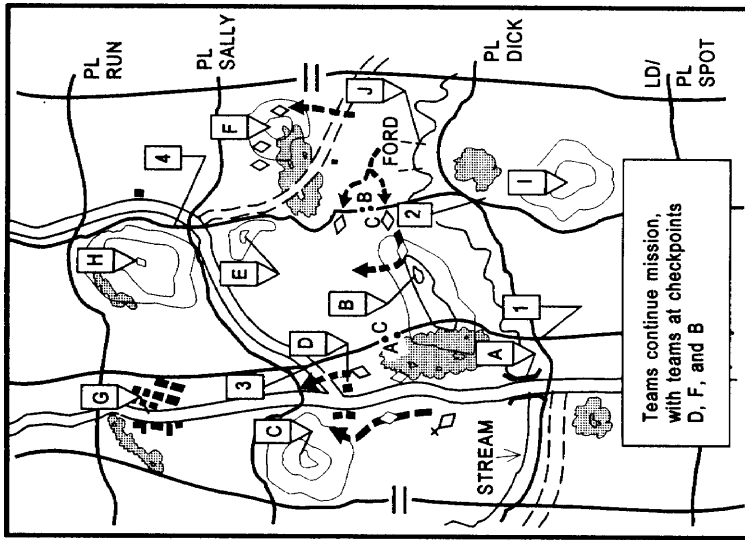 PL
RUN
PL
SALLY
PL
DICK
LD/
PL
SPOT
H
4
F
J
E
G
3
D
C
B
FORD
B
C
2
I
A
C
A
1
STREAM
Teams continue mission,
with teams at checkpoints
D, F, and B